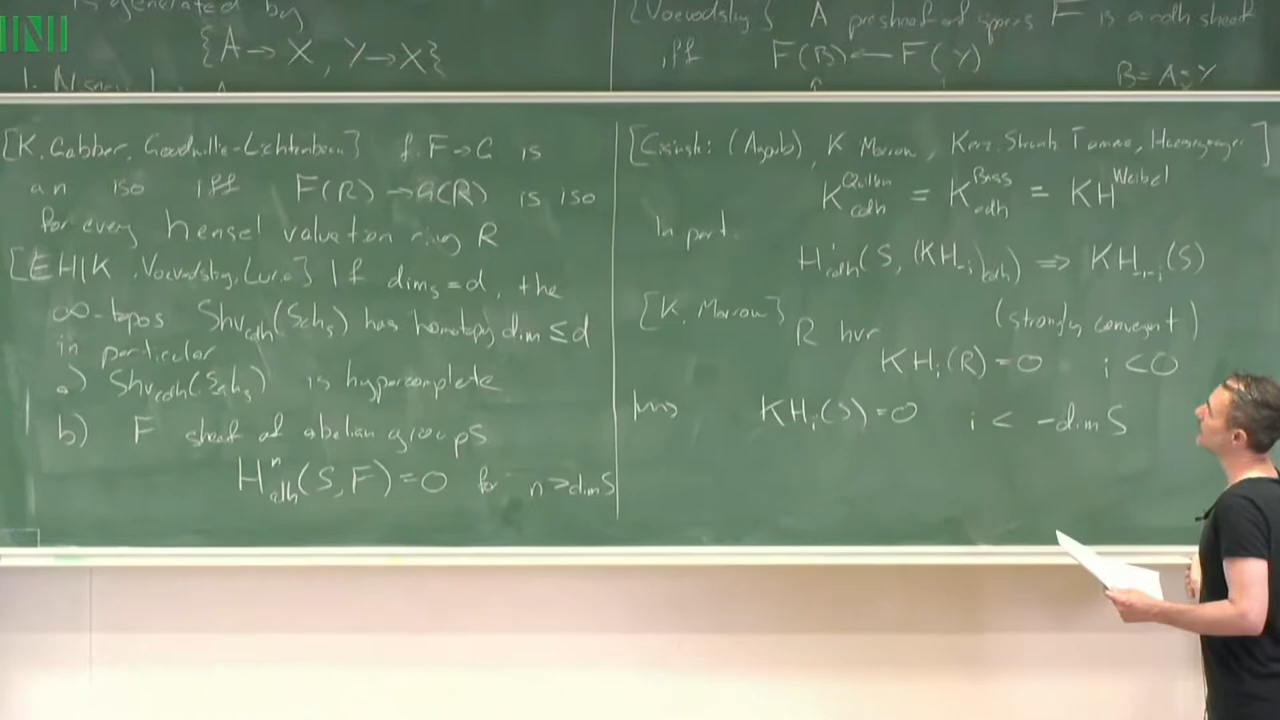 is generated by
{A → X , Y → X}
[Voevodsky] A presheaf of spaces F is a cdh sheaf
iff F(B) ← F(Y)
B = A ×_X Y
[K. Gabber, Goodwillie-Lichtenbaum] f: F → G is
an iso iff F(R) → G(R) is iso
for every hensel valuation ring R
[EHIK, Voevodsky, Lurie] If dim S = d, the
∞-topos Shv_cdh(Sch_S) has homotopy dim ≤ d
in particular
a) Shv_cdh(Sch_S) is hypercomplete
b) F sheaf of abelian groups
H^n_cdh(S, F) = 0 for n > dim S
[Cisinski (Ayoub), K Morrow, Kerz. Strunk Tamme, Haesemeyer]
K^Quillen_cdh = K^Bass_cdh = KH^Weibel
In part.
H^i_cdh(S, (KH_-j)_cdh) ⇒ KH_-i-j(S)
(strongly convergent)
[K. Morrow] R hvr
KH_i(R) = 0 i < 0
thus KH_i(S) = 0 i < -dim S